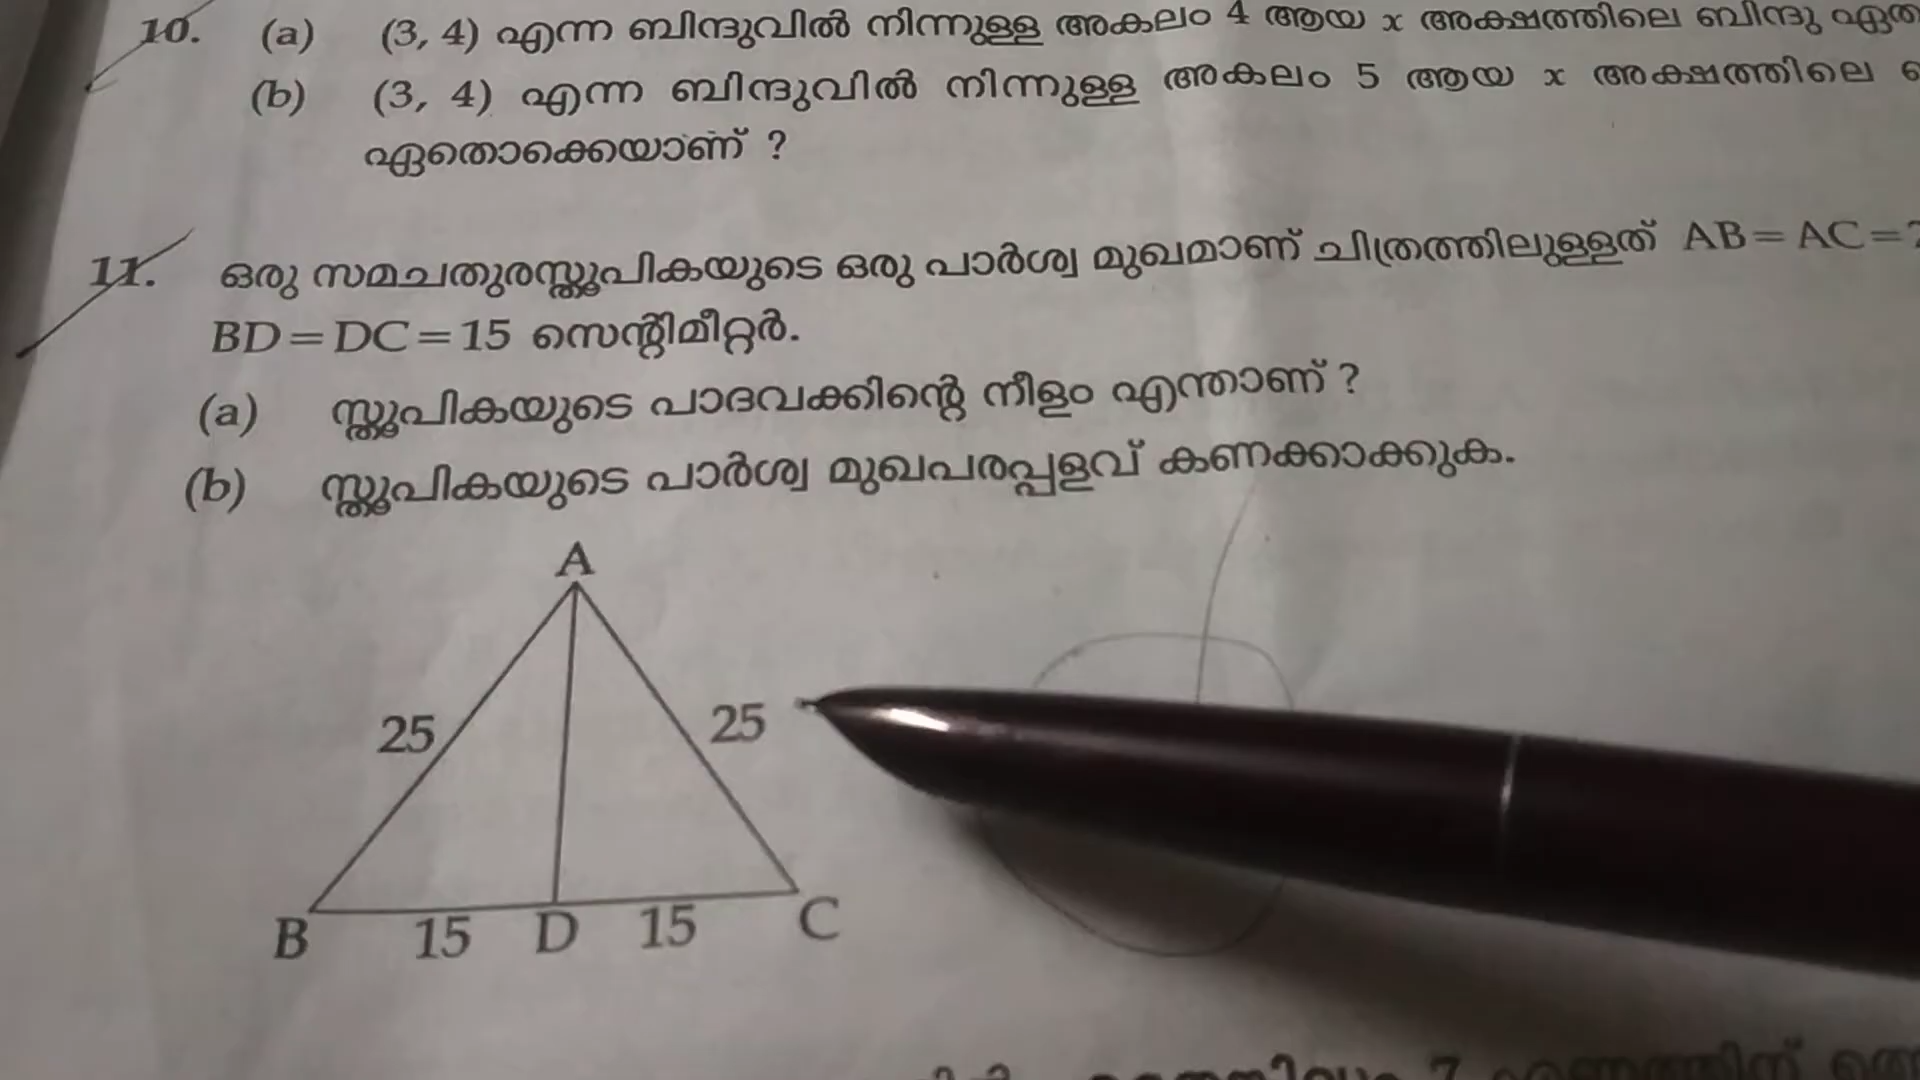 10. (a) (3, 4) എന്ന ബിന്ദുവിൽ നിന്നുള്ള അകലം 4 ആയ x അക്ഷത്തിലെ ബിന്ദു
(b) (3, 4) എന്ന ബിന്ദുവിൽ നിന്നുള്ള അകലം 5 ആയ x അക്ഷത്തിലെ
ഏതൊക്കെയാണ് ?
11. ഒരു സമചതുരസ്തൂപികയുടെ ഒരു പാർശ്വ മുഖമാണ് ചിത്രത്തിലുള്ളത് AB = AC =
BD = DC = 15 സെന്റിമീറ്റർ.
(a) സ്തൂപികയുടെ പാദവക്കിന്റെ നീളം എന്താണ് ?
(b) സ്തൂപികയുടെ പാർശ്വ മുഖപരപ്പളവ് കണക്കാക്കുക.
A
25 25
B 15 D 15 C